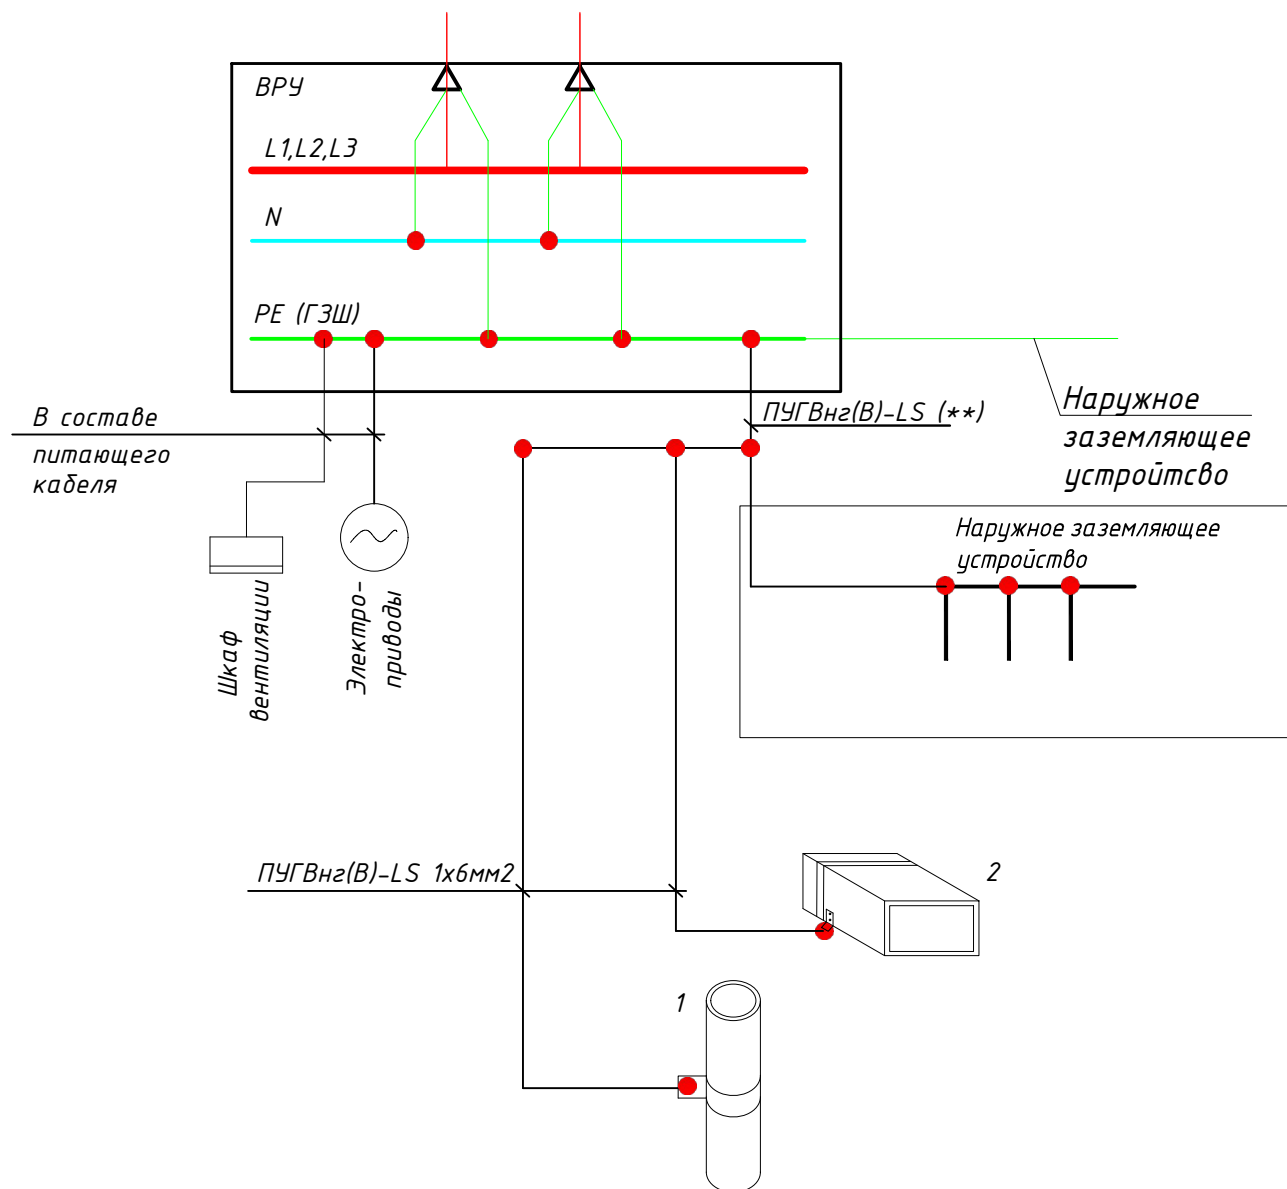 ВРУ
L1,L2,L3
N
PE (ГЗШ)
В составе
питающего
кабеля
ПУГВнг(В)-LS (**)
Наружное
заземляющее
устройтсво
Наружное заземляющее
устройство
Шкаф
вентиляции
Электро-
приводы
ПУГВнг(В)-LS 1х6мм2
2
1